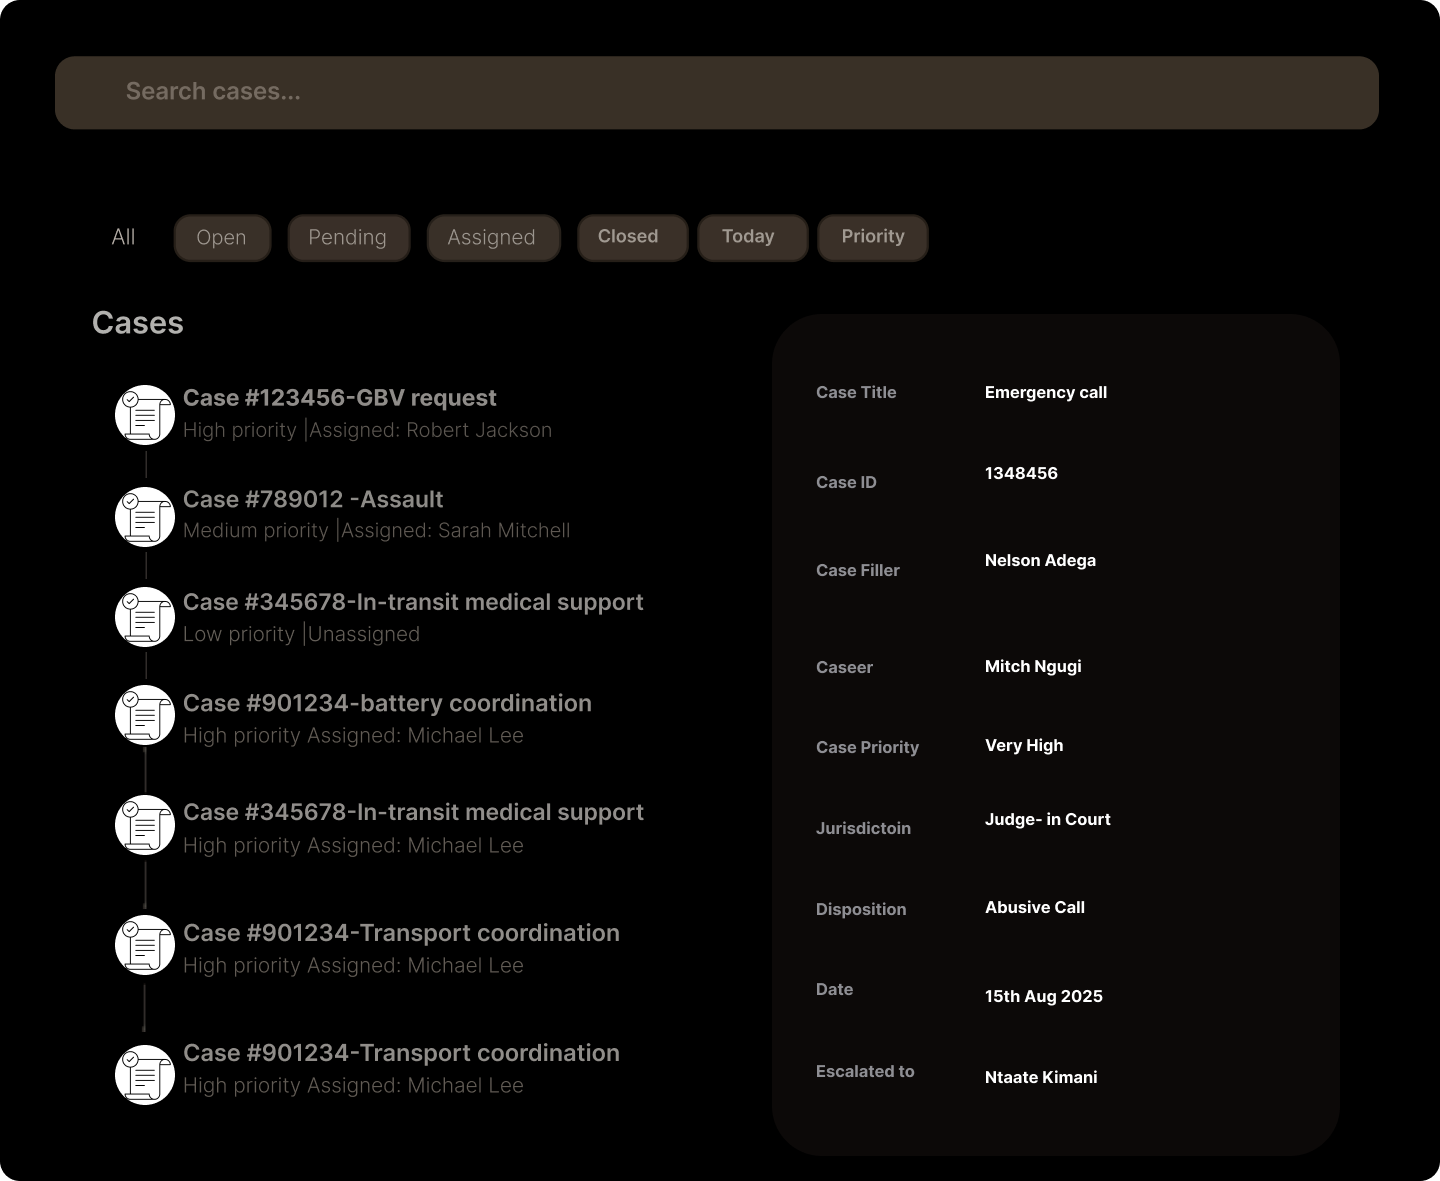 Search cases...
All Open Pending Assigned Closed Today Priority
Cases
Case #123456-GBV request
High priority |Assigned: Robert Jackson
Case #789012 -Assault
Medium priority |Assigned: Sarah Mitchell
Case #345678-In-transit medical support
Low priority |Unassigned
Case #901234-battery coordination
High priority Assigned: Michael Lee
Case #345678-In-transit medical support
High priority Assigned: Michael Lee
Case #901234-Transport coordination
High priority Assigned: Michael Lee
Case #901234-Transport coordination
High priority Assigned: Michael Lee
Case Title Emergency call
Case ID 1348456
Case Filler Nelson Adega
Caseer Mitch Ngugi
Case Priority Very High
Jurisdictoin Judge- in Court
Disposition Abusive Call
Date 15th Aug 2025
Escalated to Ntaate Kimani